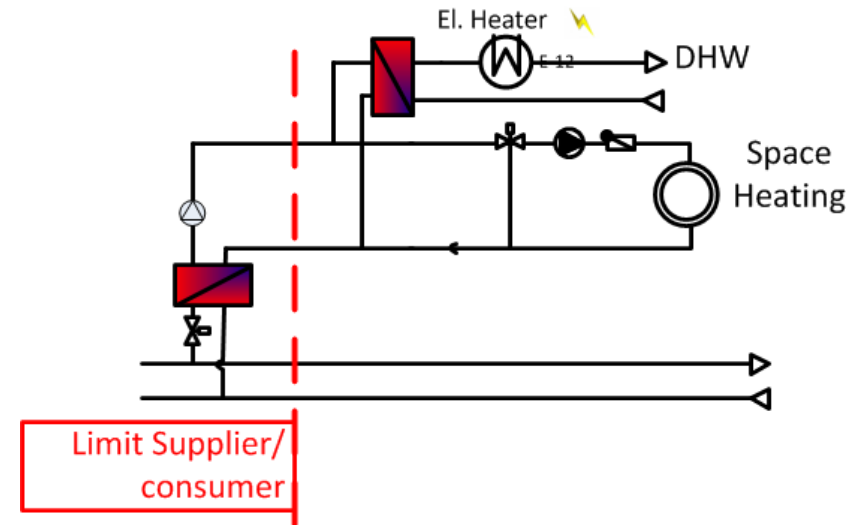 El. Heater
E-12
DHW
Space
Heating
Limit Supplier/
consumer